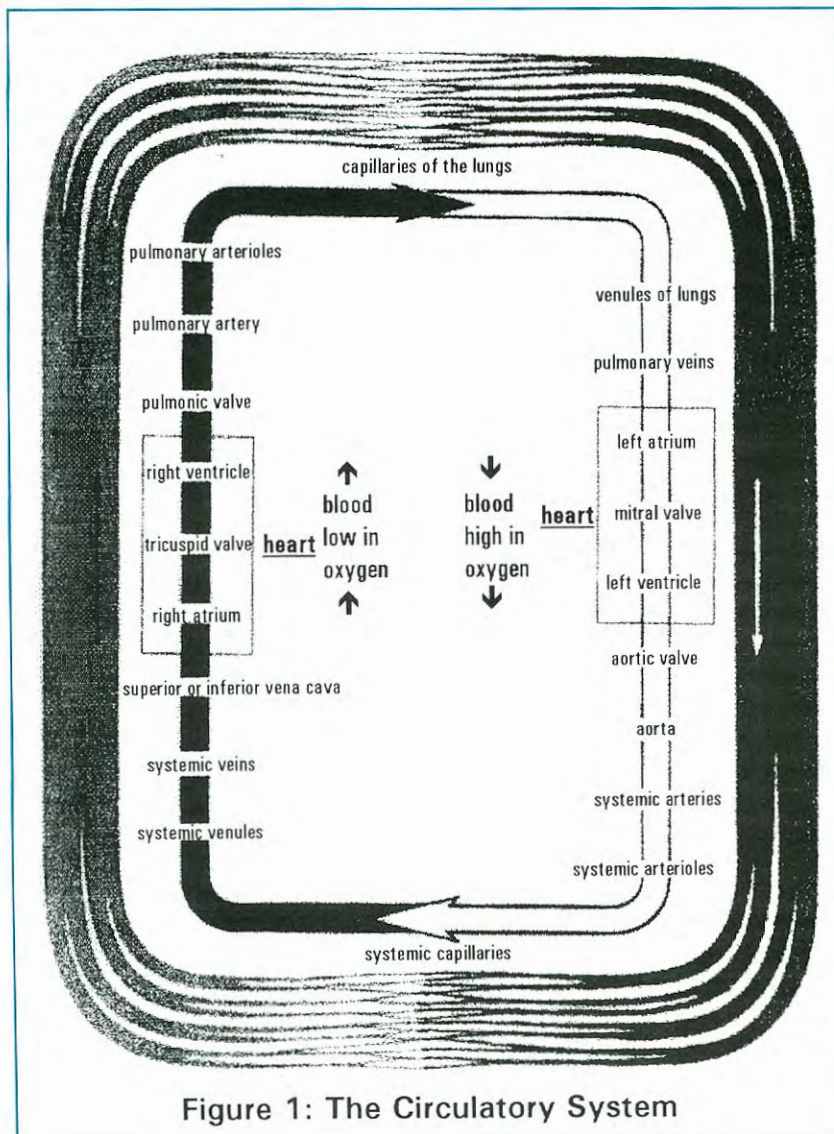 capillaries of the lungs
pulmonary arterioles
pulmonary artery
pulmonic valve
right ventricle
tricuspid valve
right atrium
superior or inferior vena cava
systemic veins
systemic venules
heart
blood
low in
oxygen
blood
high in
oxygen
heart
venules of lungs
pulmonary veins
left atrium
mitral valve
left ventricle
aortic valve
aorta
systemic arteries
systemic arterioles
systemic capillaries
Figure 1: The Circulatory System